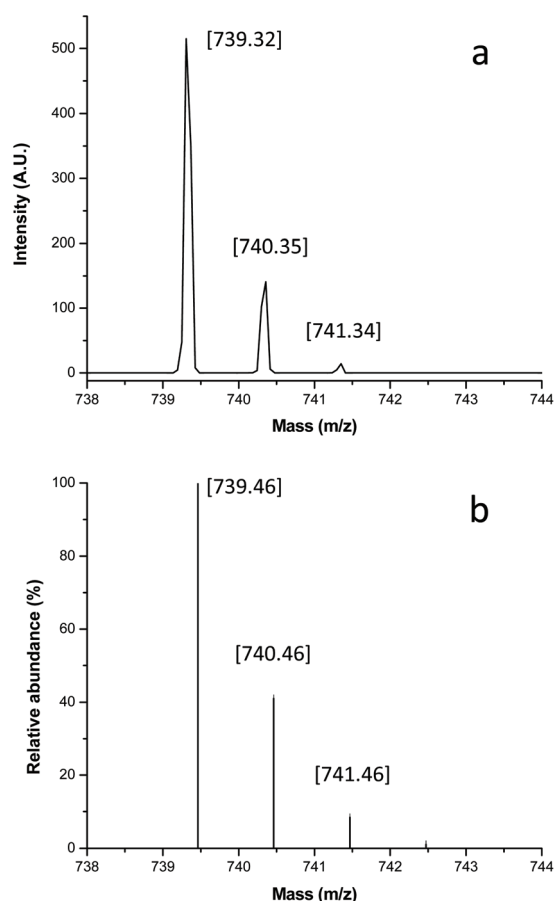 a
[739.32]
[740.35]
[741.34]
Intensity (A.U.)
500
400
300
200
100
0
738 739 740 741 742 743 744
Mass (m/z)
b
[739.46]
[740.46]
[741.46]
Relative abundance (%)
100
80
60
40
20
0
738 739 740 741 742 743 744
Mass (m/z)